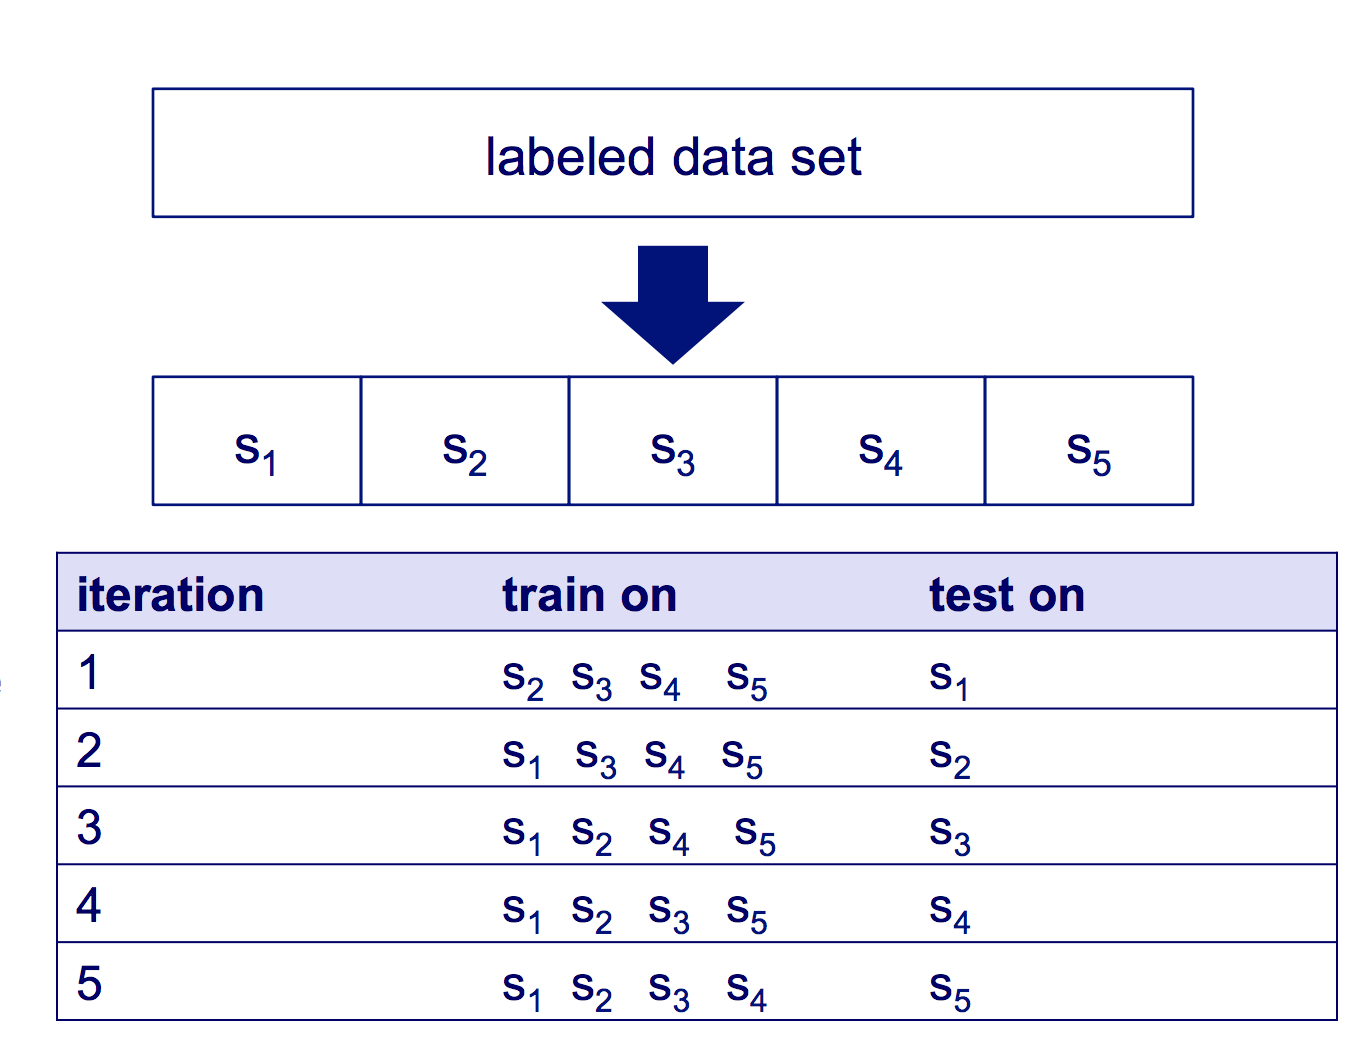 labeled data set
s₁ s₂ s₃ s₄ s₅
iteration train on test on
1 s₂ s₃ s₄ s₅ s₁
2 s₁ s₃ s₄ s₅ s₂
3 s₁ s₂ s₄ s₅ s₃
4 s₁ s₂ s₃ s₅ s₄
5 s₁ s₂ s₃ s₄ s₅